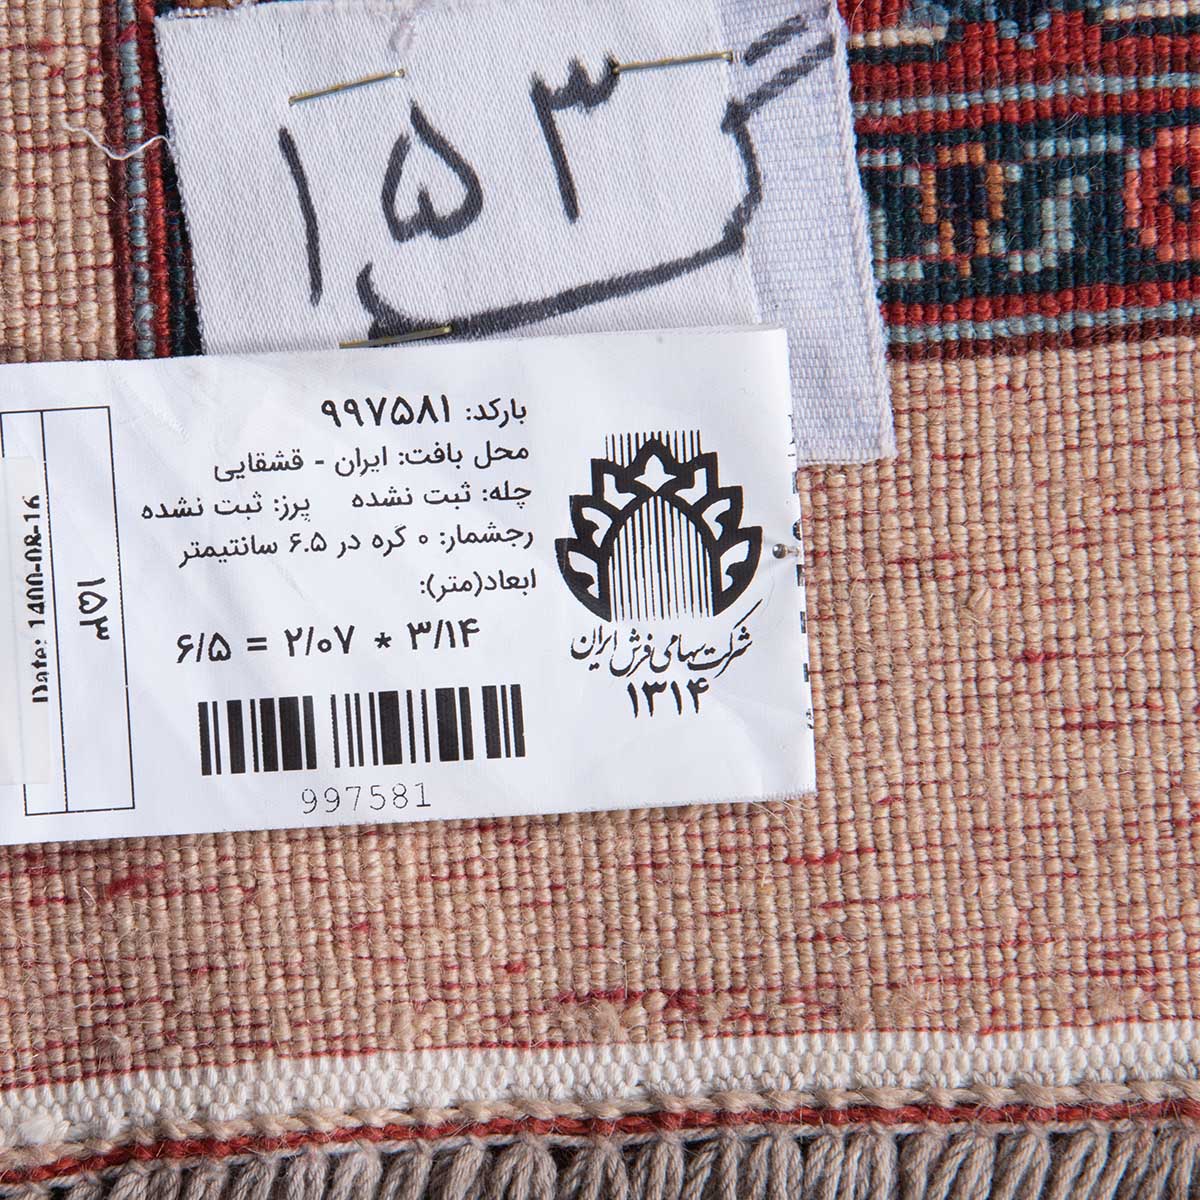 ۱۵۳ گ
بارکد: ۹۹۷۵۸۱
محل بافت: ایران - قشقایی
چله: ثبت نشده پرز: ثبت نشده
رجشمار: ۰ گره در ۶.۵ سانتیمتر
ابعاد(متر):
۶/۵ = ۲/۰۷ * ۳/۱۴
997581
شرکت سهامی فرش ایران
۱۳۱۴
۱۵۳
Date: 1400-08-16